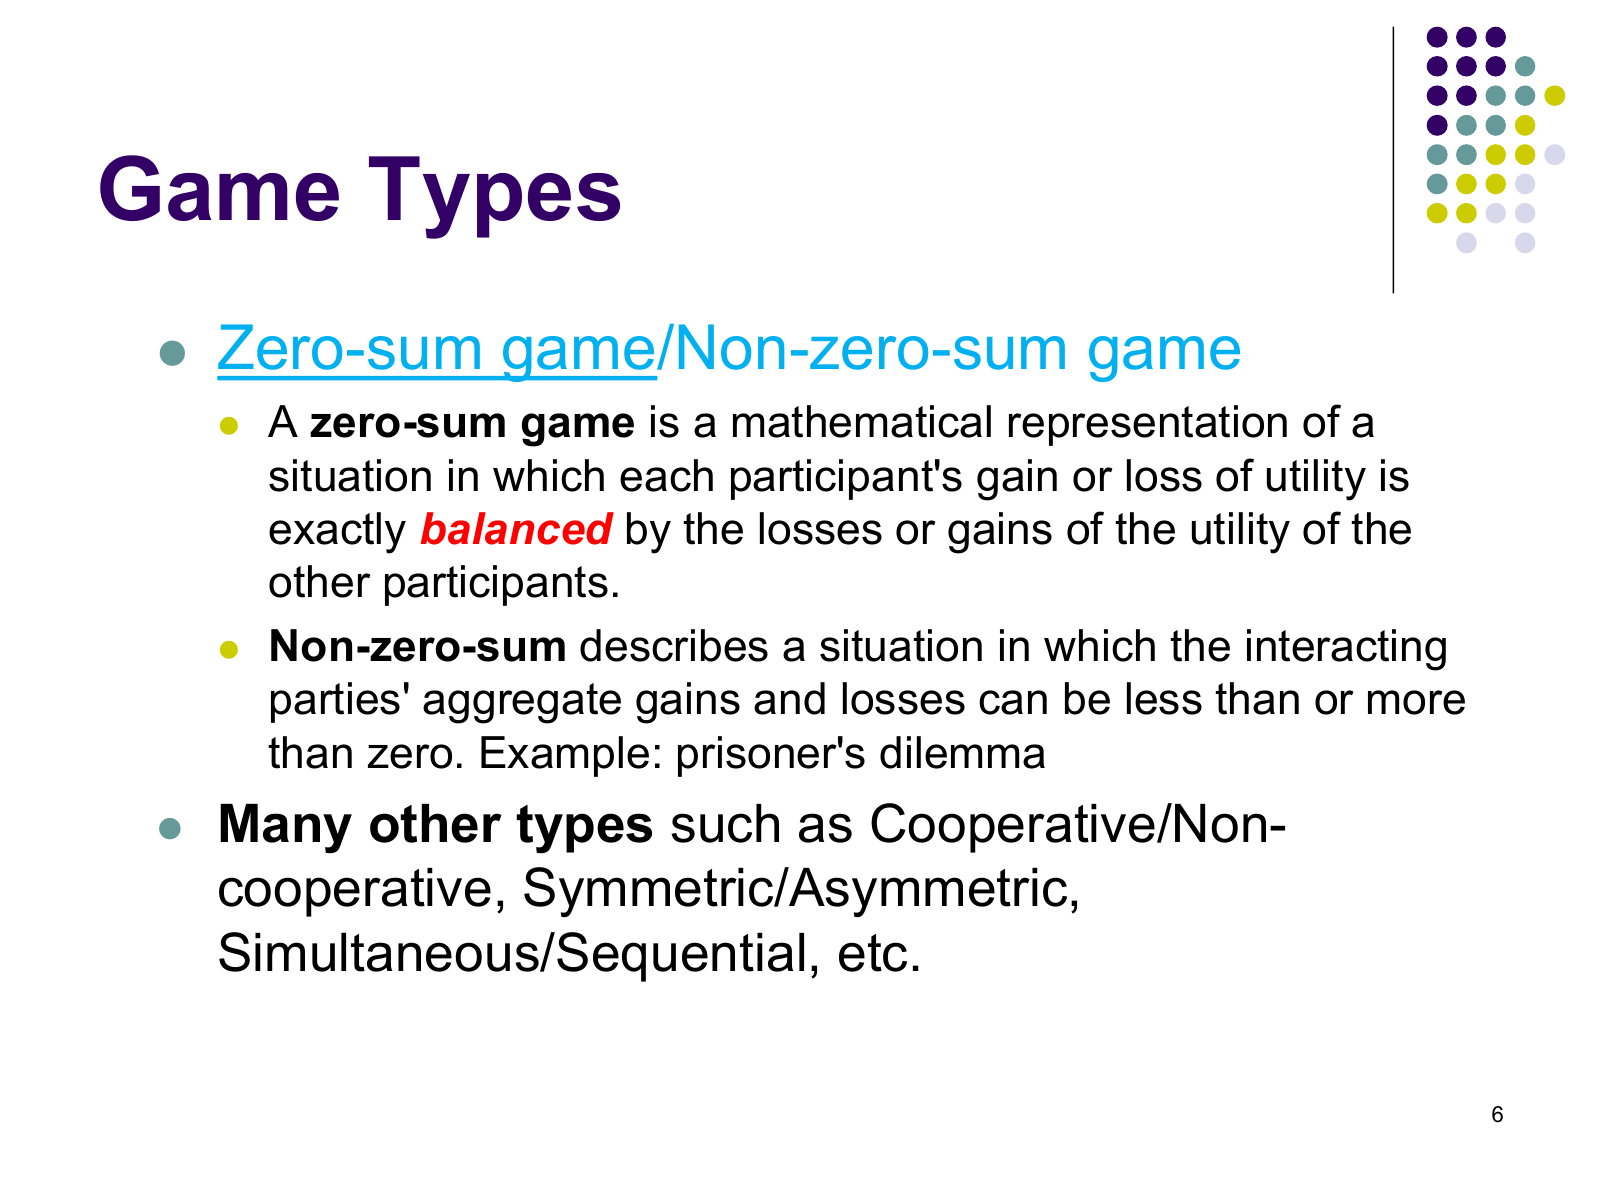 Game Types
Zero-sum game/Non-zero-sum game
A zero-sum game is a mathematical representation of a
situation in which each participant's gain or loss of utility is
exactly balanced by the losses or gains of the utility of the
other participants.
Non-zero-sum describes a situation in which the interacting
parties' aggregate gains and losses can be less than or more
than zero. Example: prisoner's dilemma
Many other types such as Cooperative/Non-
cooperative, Symmetric/Asymmetric,
Simultaneous/Sequential, etc.
6